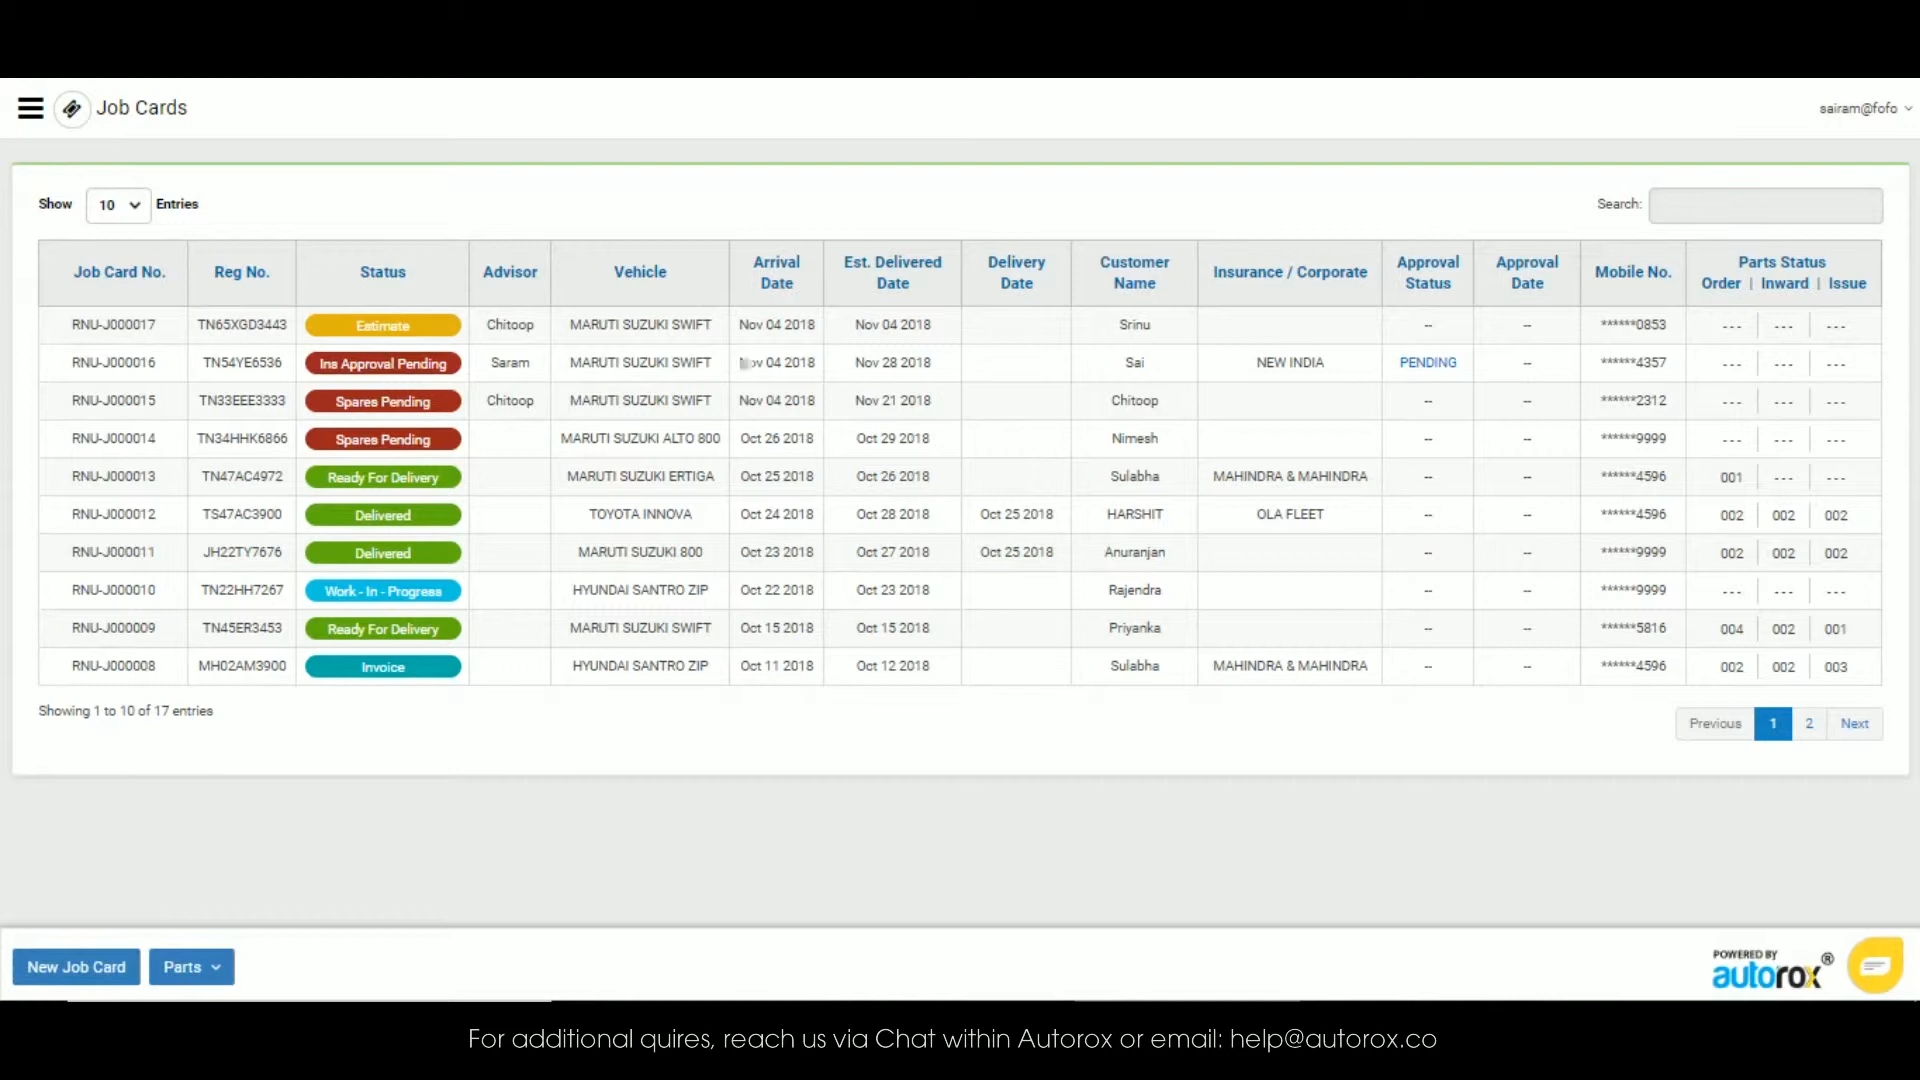 Job Cards
sairam@fofo
Show 10 Entries
Search:
Job Card No. Reg No. Status Advisor Vehicle Arrival Date Est. Delivered Date Delivery Date Customer Name Insurance / Corporate Approval Status Approval Date Mobile No. Parts Status Order | Inward | Issue
RNU-J000017 TN65XGD3443 Estimate Chitoop MARUTI SUZUKI SWIFT Nov 04 2018 Nov 04 2018 Srinu -- -- ******0853 --- --- ---
RNU-J000016 TN54YE6536 Ins Approval Pending Saram MARUTI SUZUKI SWIFT 04 2018 Nov 28 2018 Sai NEW INDIA PENDING -- ******4357 --- --- ---
RNU-J000015 TN33EEE3333 Spares Pending Chitoop MARUTI SUZUKI SWIFT Nov 04 2018 Nov 21 2018 Chitoop -- -- ******2312 --- --- ---
RNU-J000014 TN34HHK6866 Spares Pending MARUTI SUZUKI ALTO 800 Oct 26 2018 Oct 29 2018 Nimesh -- -- ******9999 --- --- ---
RNU-J000013 TN47AC4972 Ready For Delivery MARUTI SUZUKI ERTIGA Oct 25 2018 Oct 26 2018 Sulabha MAHINDRA & MAHINDRA -- -- ******4596 001 --- ---
RNU-J000012 TS47AC3900 Delivered TOYOTA INNOVA Oct 24 2018 Oct 28 2018 Oct 25 2018 HARSHIT OLA FLEET -- -- ******4596 002 002 002
RNU-J000011 JH22TY7676 Delivered MARUTI SUZUKI 800 Oct 23 2018 Oct 27 2018 Oct 25 2018 Anuranjan -- -- ******9999 002 002 002
RNU-J000010 TN22HH7267 Work - In - Progress HYUNDAI SANTRO ZIP Oct 22 2018 Oct 23 2018 Rajendra -- -- ******9999 --- --- ---
RNU-J000009 TN45ER3453 Ready For Delivery MARUTI SUZUKI SWIFT Oct 15 2018 Oct 15 2018 Priyanka -- -- ******5816 004 002 001
RNU-J000008 MH02AM3900 Invoice HYUNDAI SANTRO ZIP Oct 11 2018 Oct 12 2018 Sulabha MAHINDRA & MAHINDRA -- -- ******4596 002 002 003
Showing 1 to 10 of 17 entries
Previous 1 2 Next
New Job Card Parts
POWERED BY
autorox ®
For additional quires, reach us via Chat within Autorox or email: help@autorox.co